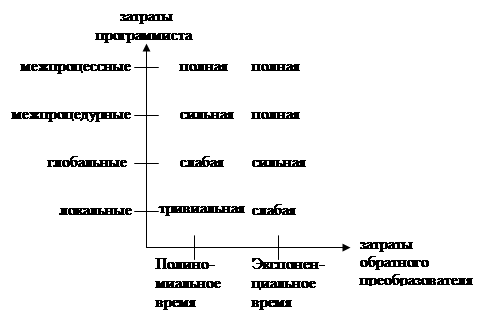 затраты
программиста
межпроцессные полная полная
межпроцедурные сильная полная
глобальные слабая сильная
локальные тривиальная слабая
затраты
обратного
преобразователя
Полино-
миальное
время
Экспонен-
циальное
время